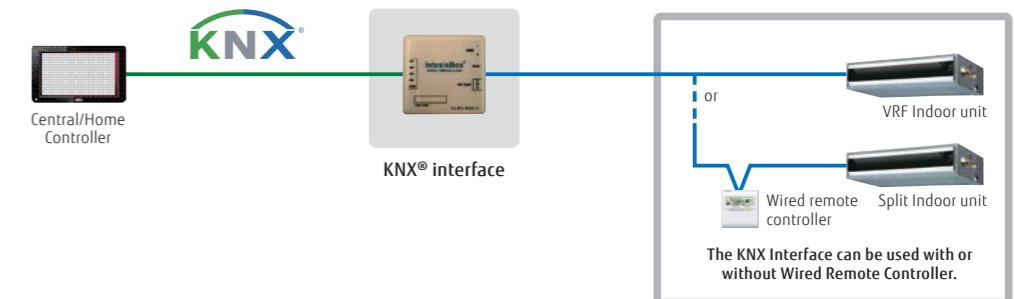 KNX®
Central/Home
Controller
IntesisBox®
KNX® interface
or
VRF Indoor unit
Wired remote
controller
Split Indoor unit
The KNX Interface can be used with or
without Wired Remote Controller.